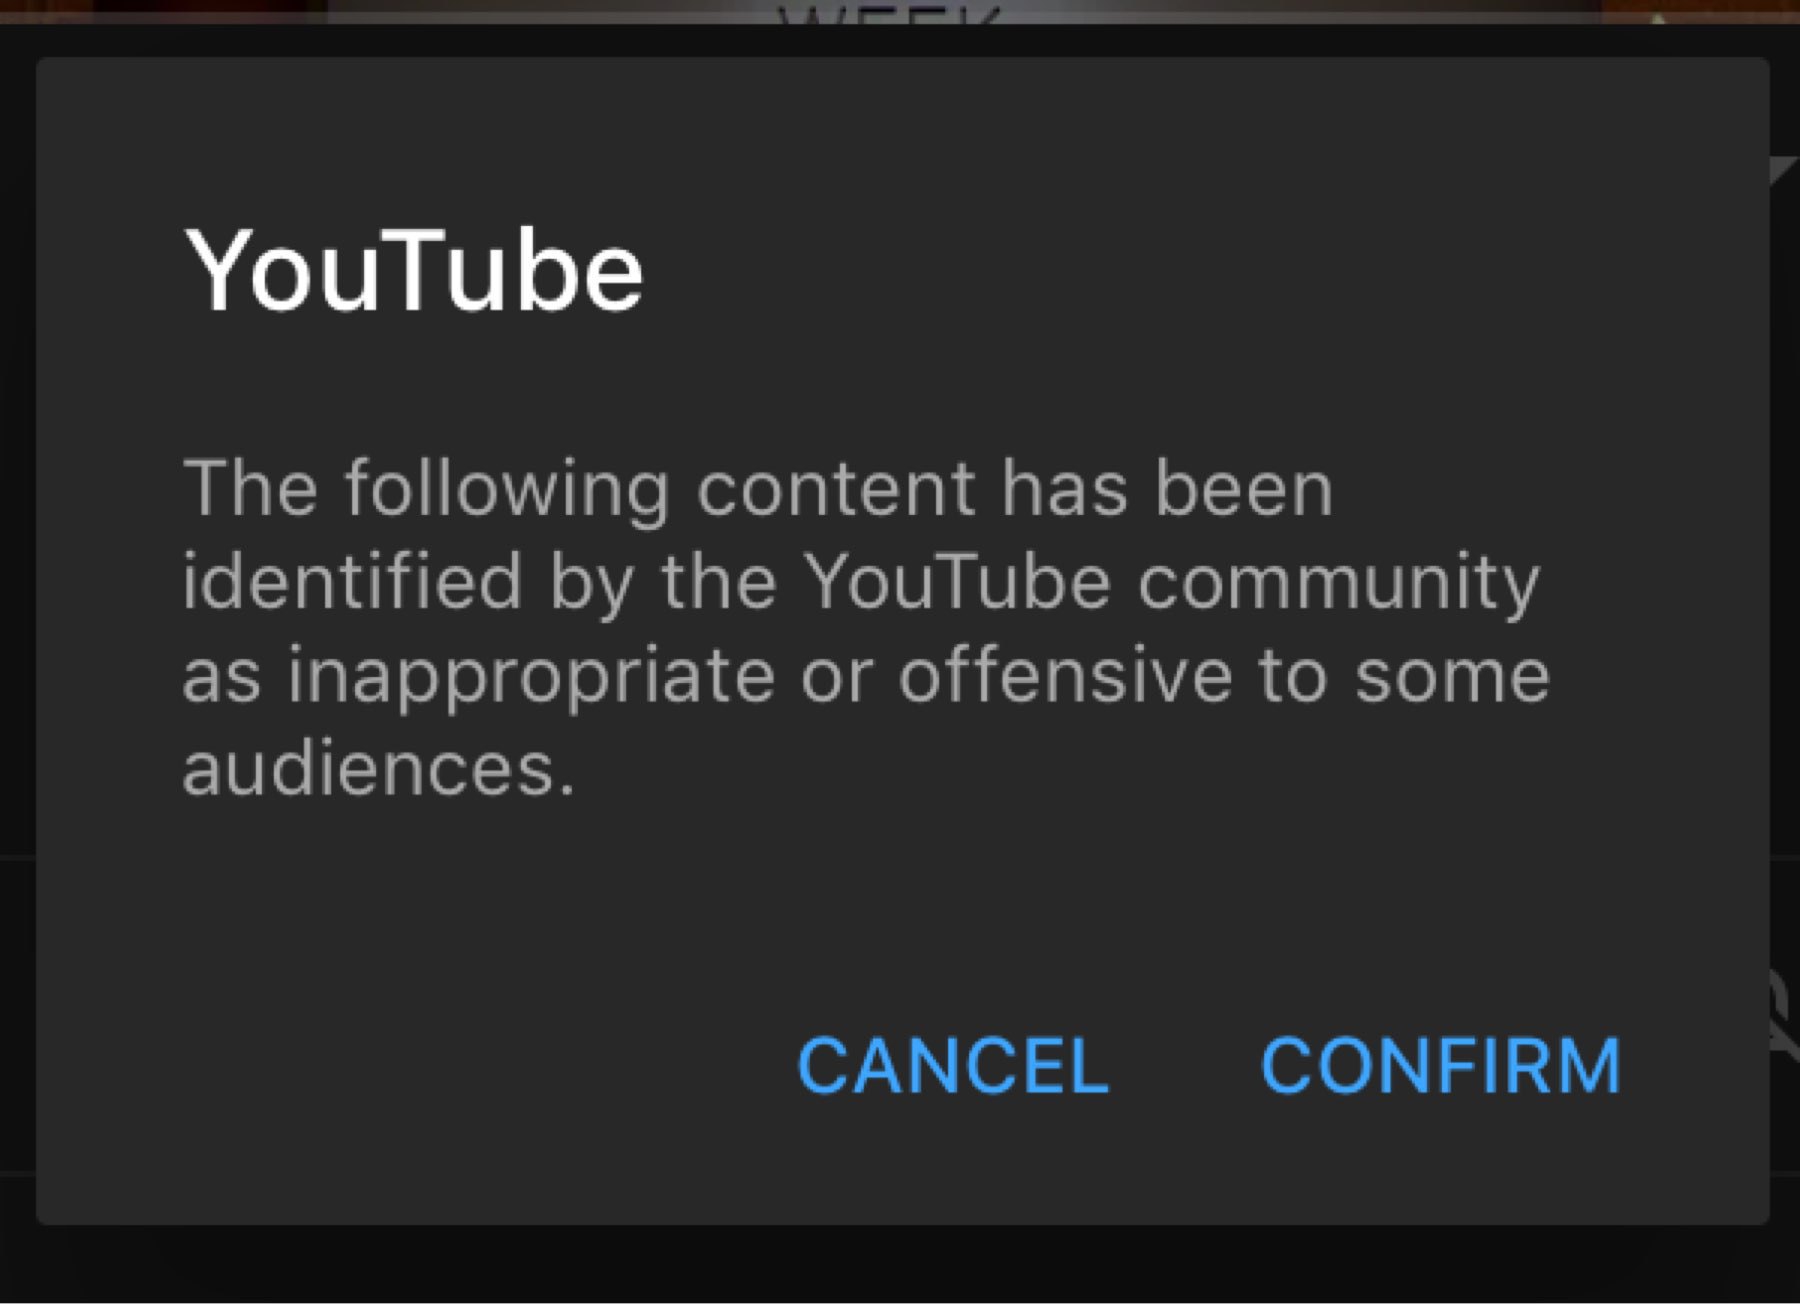 WEEK
YouTube
The following content has been
identified by the YouTube community
as inappropriate or offensive to some
audiences.
CANCEL CONFIRM